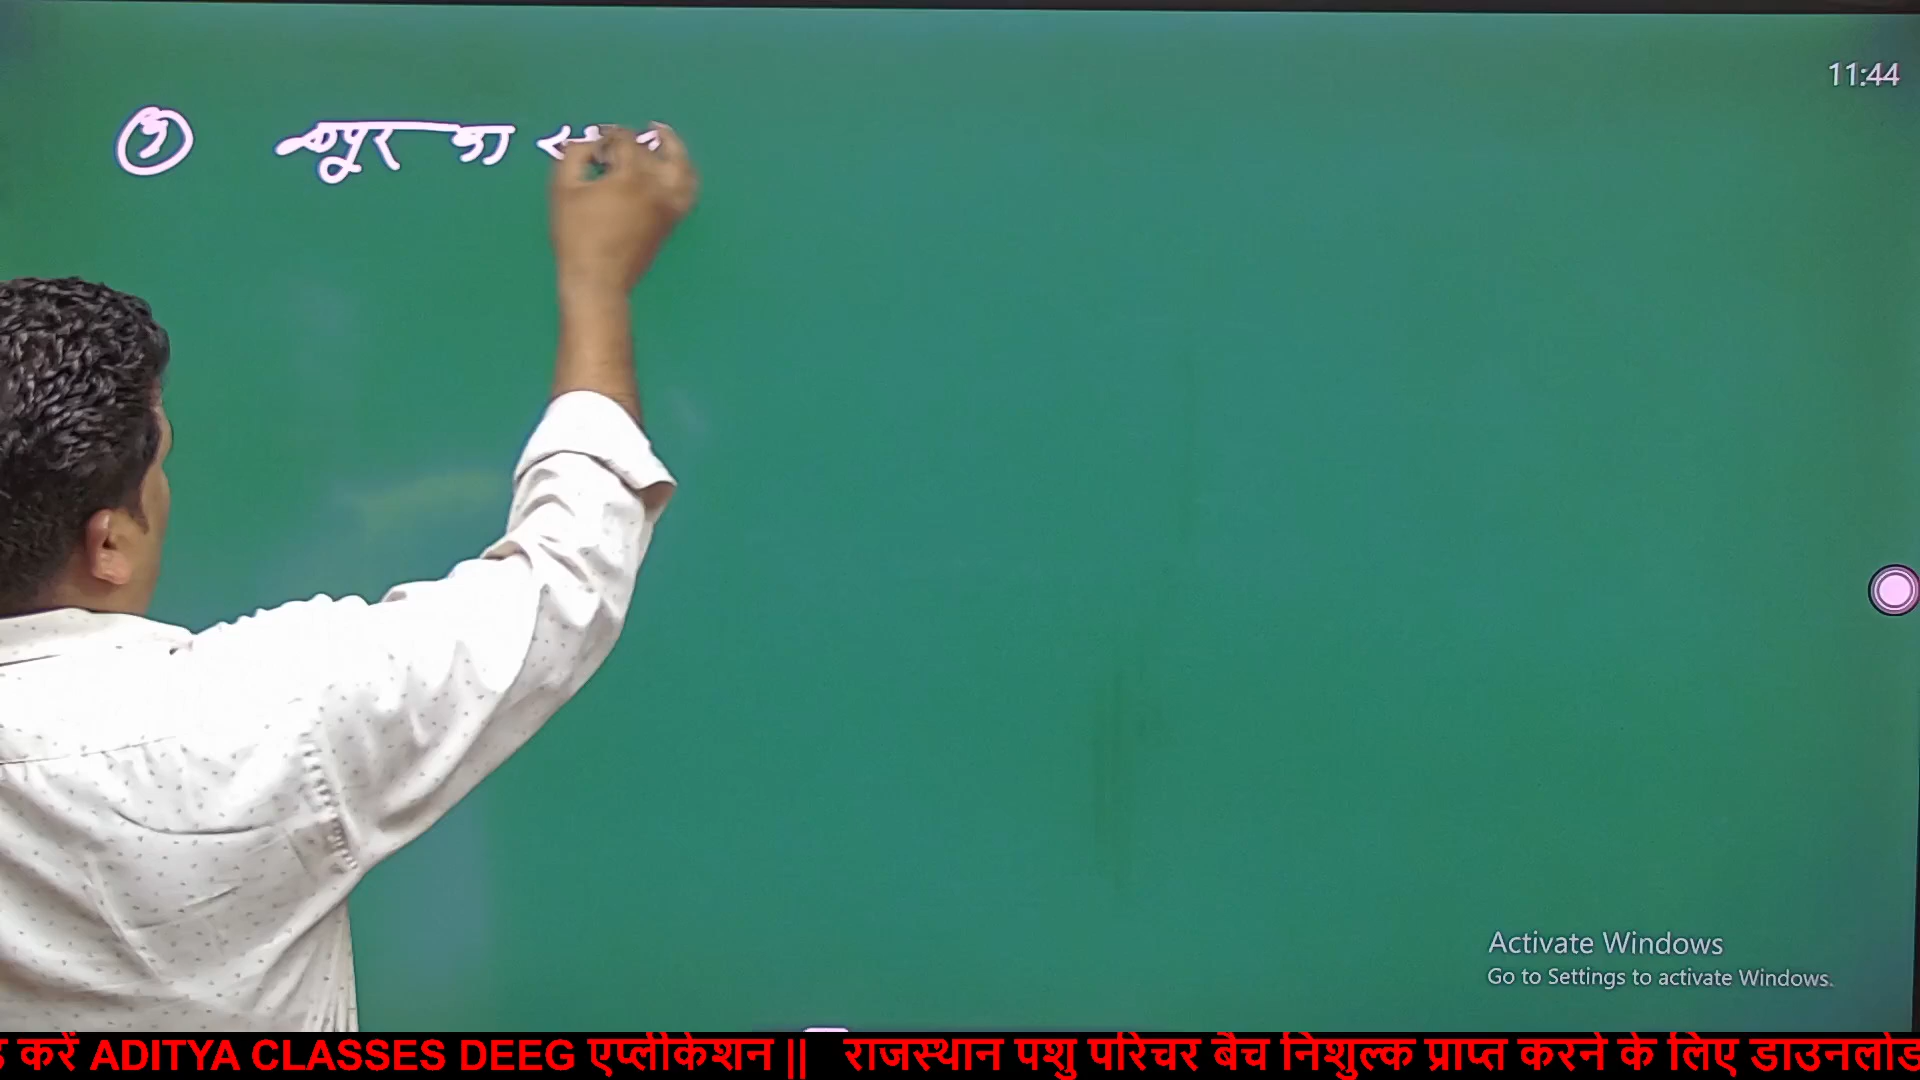 11:44
का
Activate Windows
Go to Settings to activate Windows.
करें ADITYA CLASSES DEEG एप्लीकेशन || राजस्थान पशु परिचर बैच निशुल्क प्राप्त करने के लिए डाउनलोड